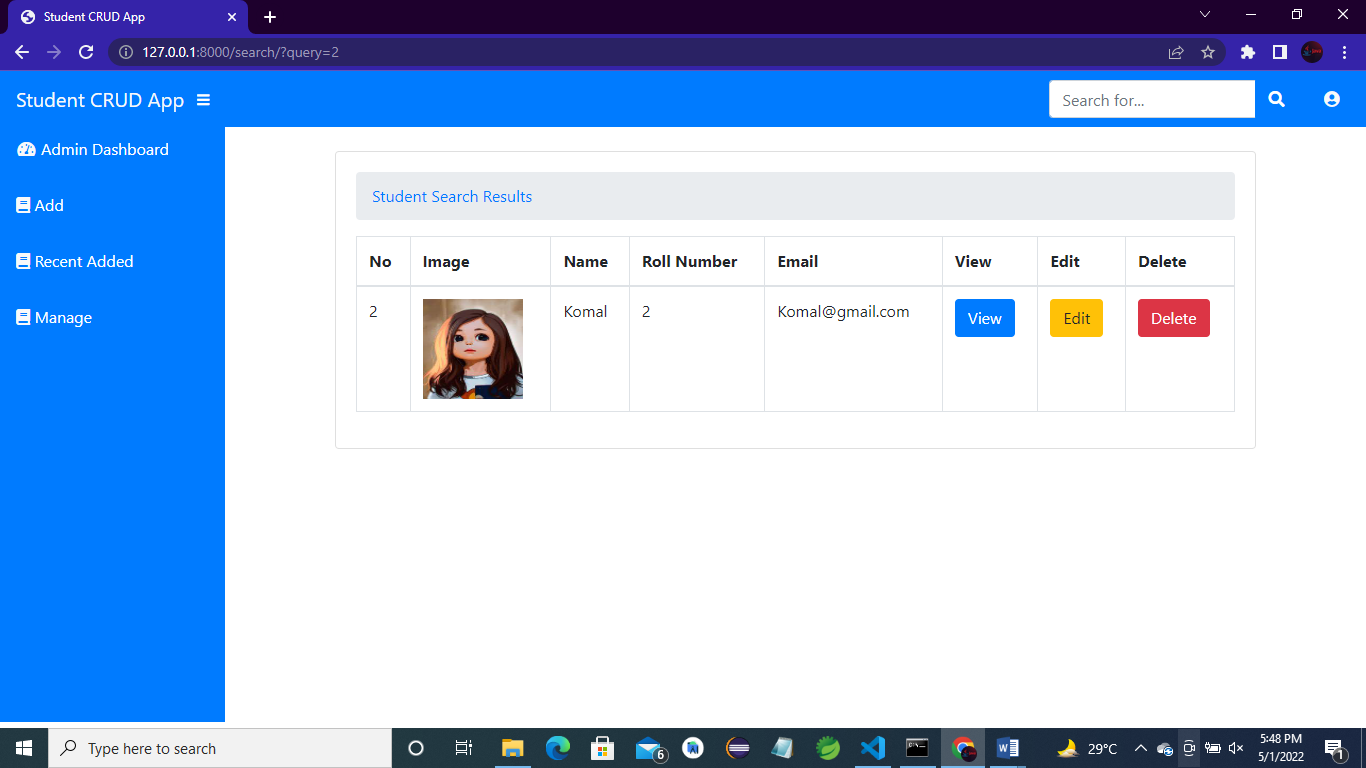 Student CRUD App
127.0.0.1:8000/search/?query=2
Student CRUD App
Search for...
Admin Dashboard
Add
Recent Added
Manage
Student Search Results
No Image Name Roll Number Email View Edit Delete
2 Komal 2 Komal@gmail.com View Edit Delete
Type here to search
6
29°C
5:48 PM
5/1/2022
1